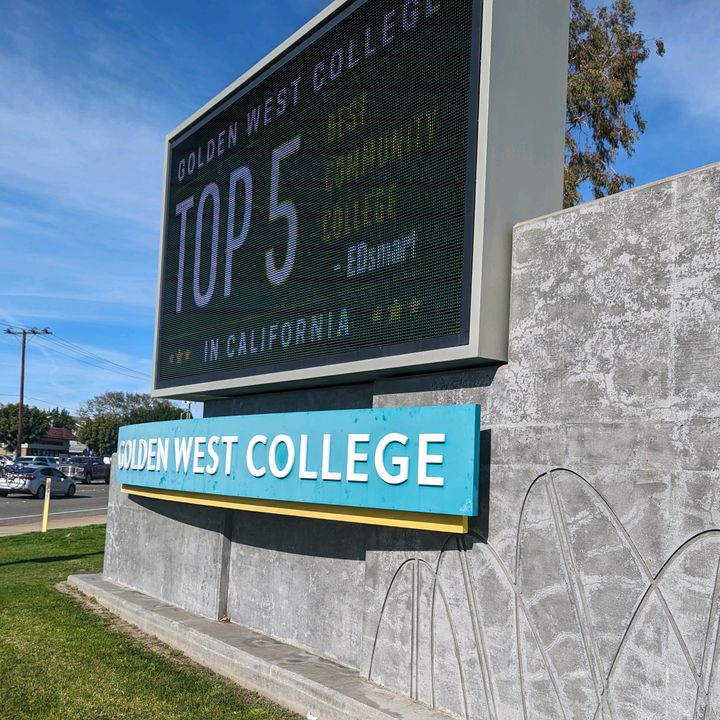 GOLDEN WEST COLLEGE
TOP 5
BEST
COMMUNITY
COLLEGE
- EDsmart
IN CALIFORNIA
GOLDEN WEST COLLEGE